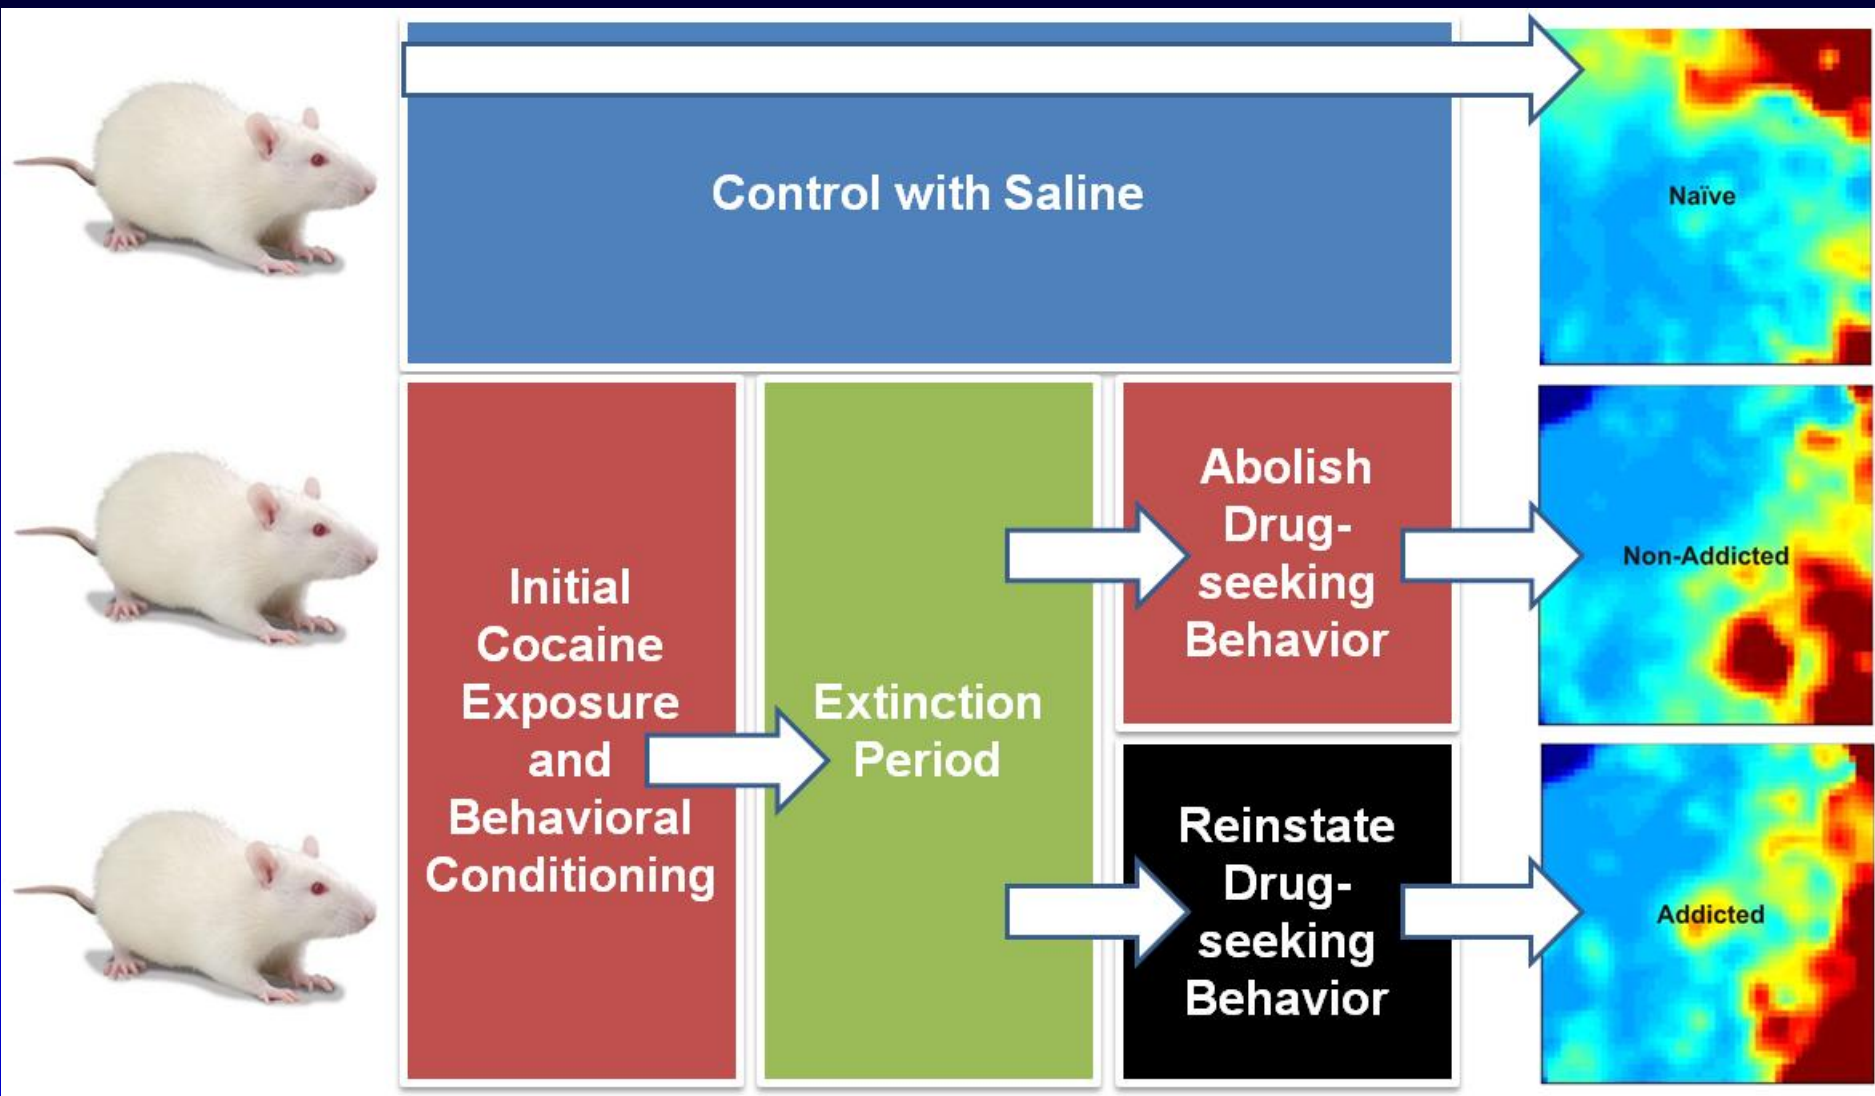 Control with Saline
Naïve
Initial
Cocaine
Exposure
and
Behavioral
Conditioning
Extinction
Period
Abolish
Drug-
seeking
Behavior
Non-Addicted
Reinstate
Drug-
seeking
Behavior
Addicted